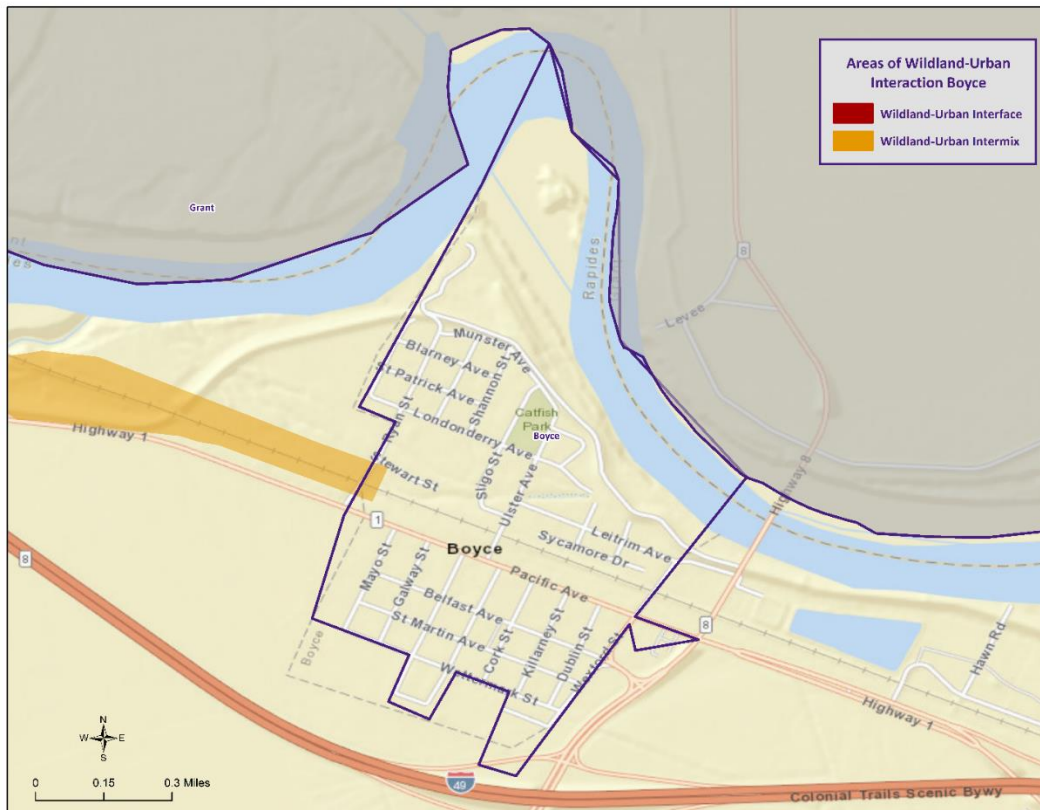 Areas of Wildland-Urban
Interaction Boyce
Wildland-Urban Interface
Wildland-Urban Intermix
Grant
8
Rapides
Levee
Munster Ave
Blarney Ave
St Patrick Ave
Shannon St
Ryan St
Londonderry Ave
Catfish
Park
Boyce
Highway 1
Stewart St
Sligo St
Ulster Ave
Highway 8
1
Boyce
Leitrim Ave
Sycamore Dr
8
Mayo St
Galway St
Pacific Ave
Belfast Ave
St Martin Ave
Cork St
Killarney St
Dublin St
Wexford St
8
Hawn Rd
Boyce
Wettermark St
Highway 1
N
W E
S
0 0.15 0.3 Miles
49
Colonial Trails Scenic Bywy